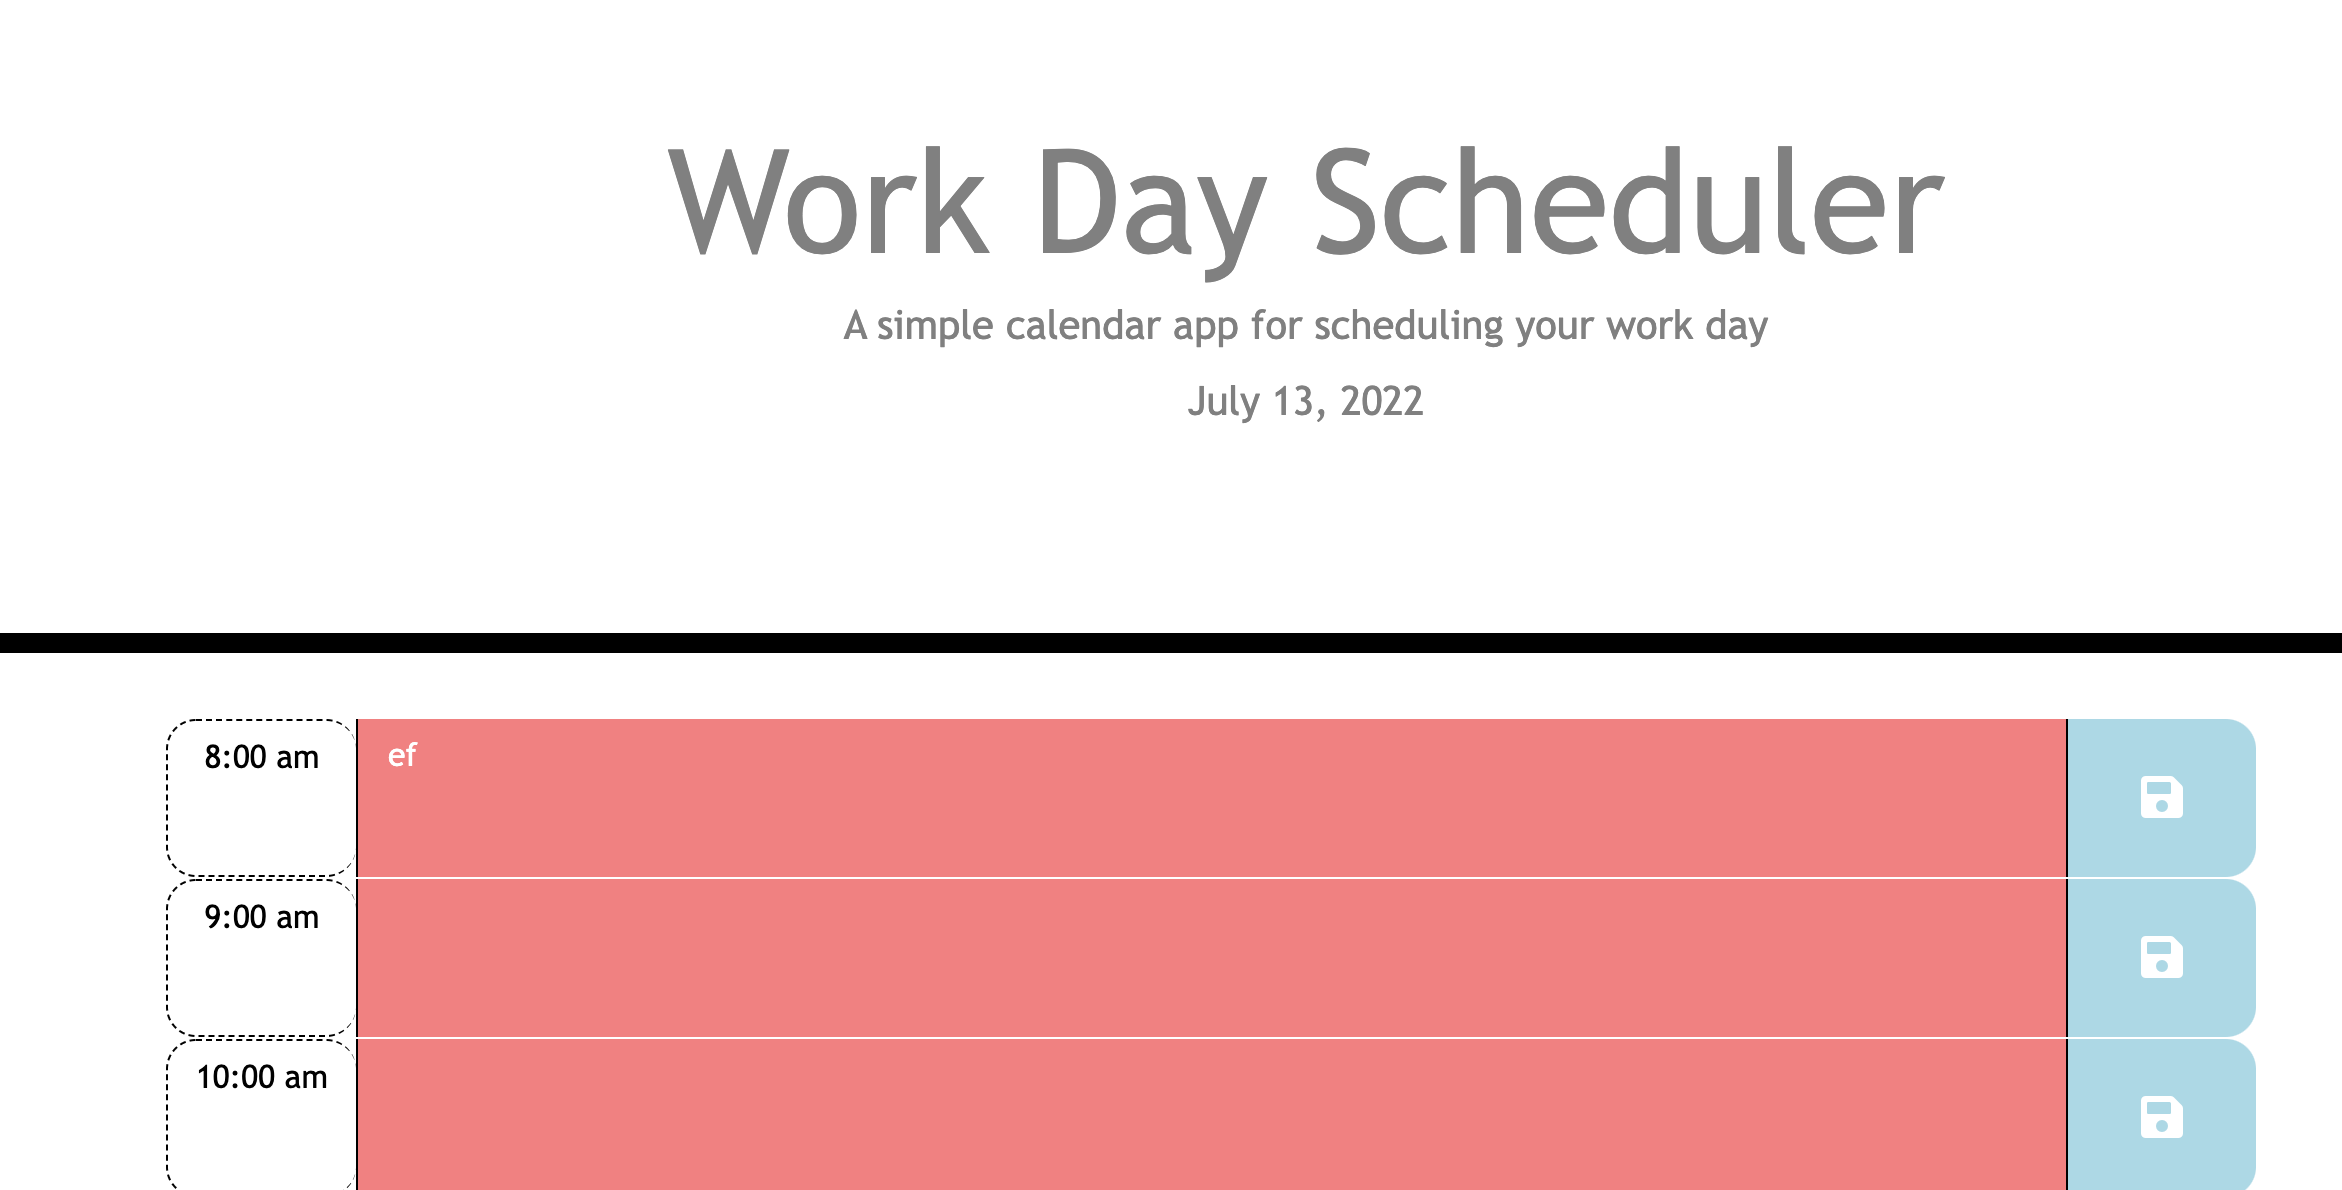 Work Day Scheduler
A simple calendar app for scheduling your work day
July 13, 2022
8:00 am
ef
9:00 am
10:00 am